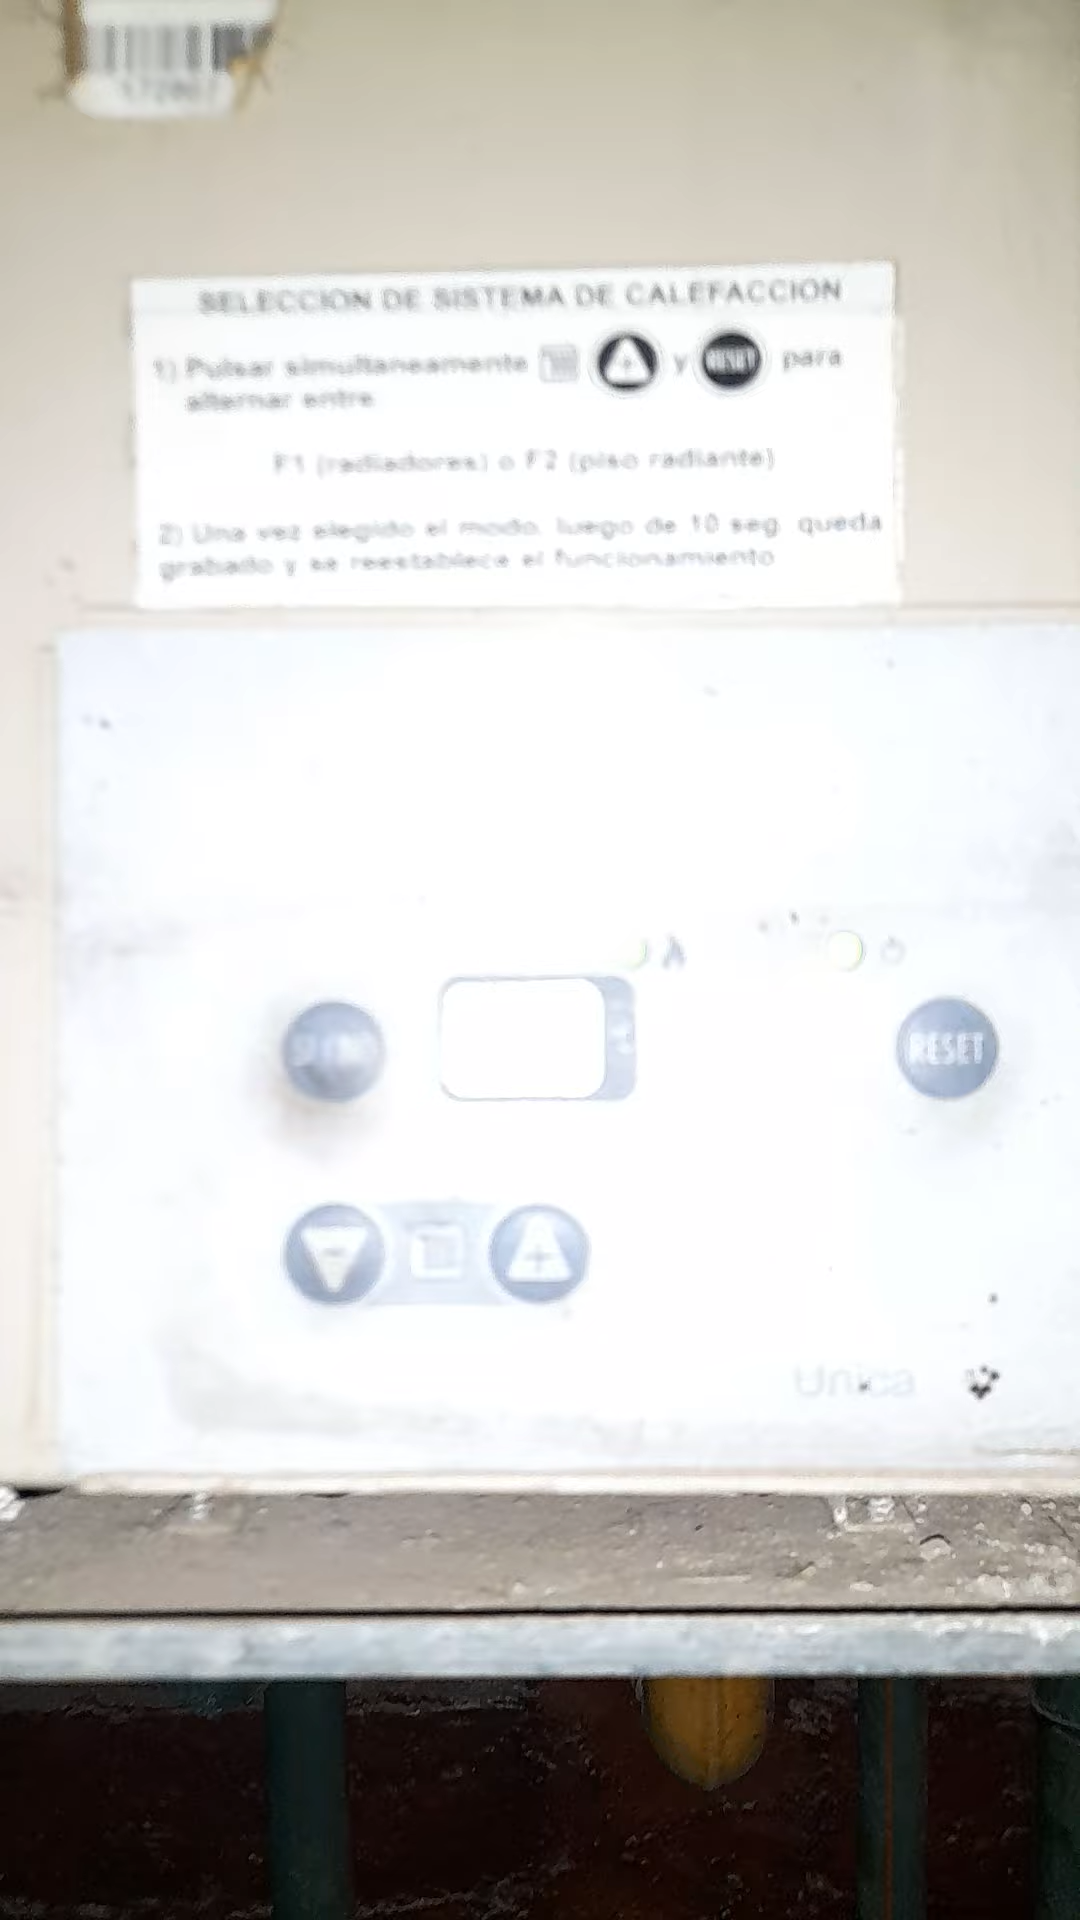 SELECCION DE SISTEMA DE CALEFACCION
1) Pulsar simultaneamente + y RESET para
alternar entre
F1 (radiadores) o F2 (piso radiante)
2) Una vez elegido el modo, luego de 10 seg. queda
grabado y se reestablece el funcionamiento
RESET
- +
Unica